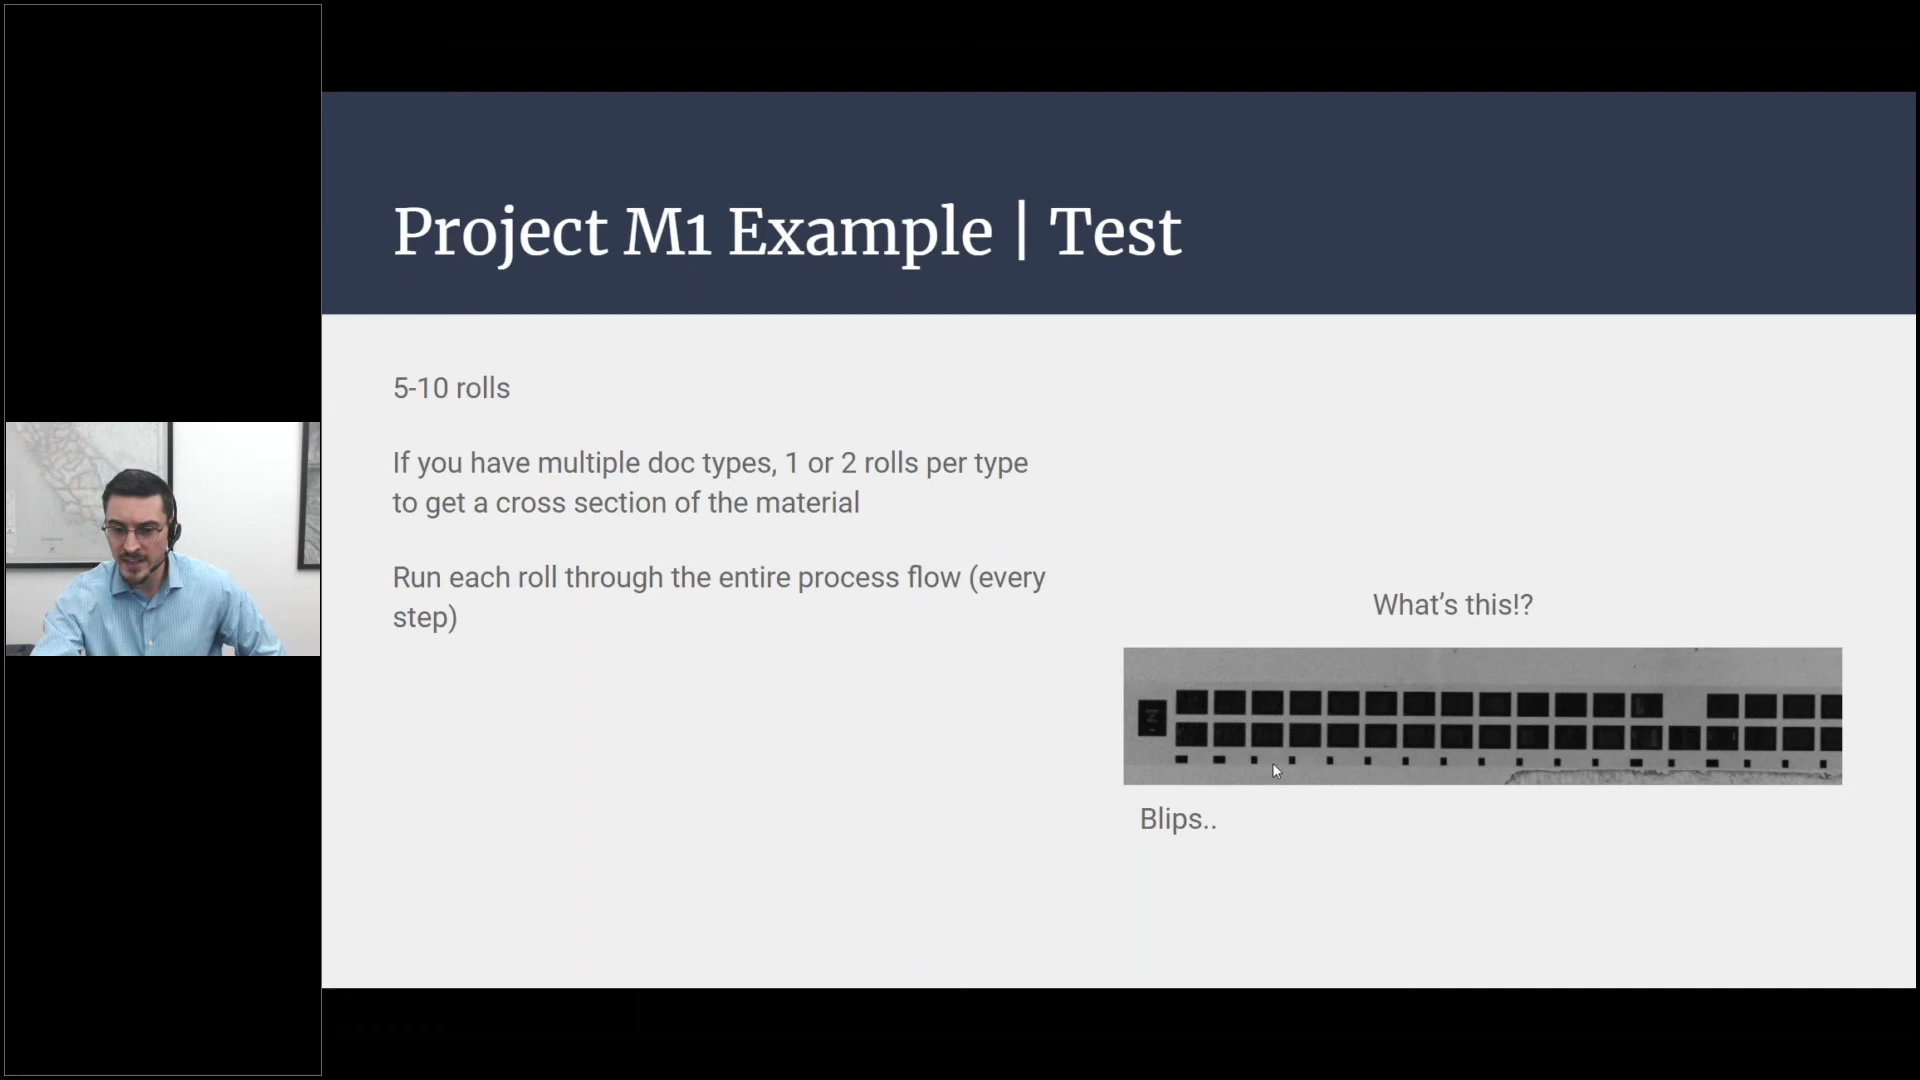 Project M1 Example | Test
5-10 rolls
If you have multiple doc types, 1 or 2 rolls per type
to get a cross section of the material
Run each roll through the entire process flow (every
step)
What's this!?
Blips..